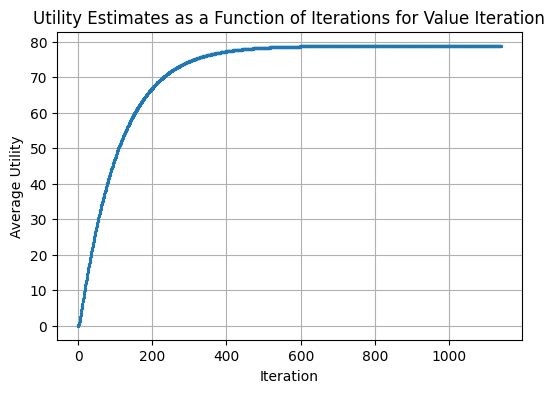 Utility Estimates as a Function of Iterations for Value Iteration
80
70
60
50
40
30
20
10
0
Average Utility
0 200 400 600 800 1000
Iteration